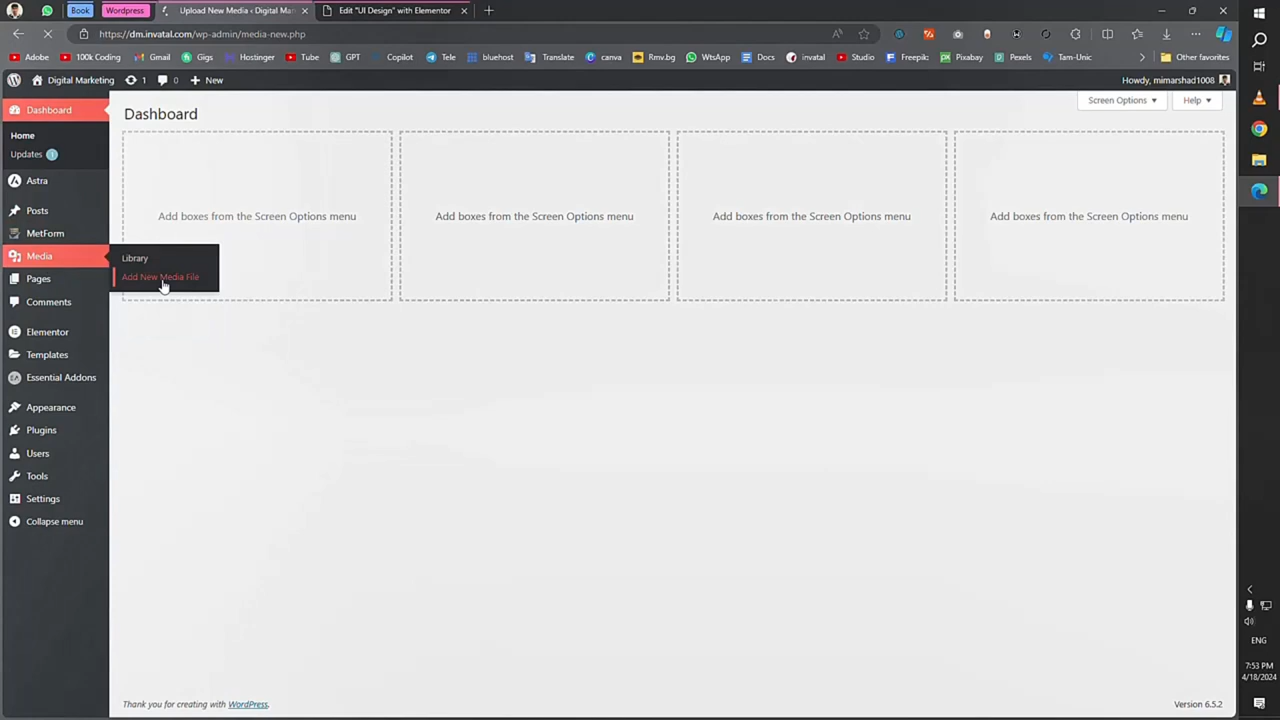 Book
Wordpress
Upload New Media ‹ Digital Mar
Edit "UI Design" with Elementor
https://dm.invatal.com/wp-admin/media-new.php
Adobe
100k Coding
Gmail
Gigs
Hostinger
Tube
GPT
Copilot
Tele
bluehost
Translate
canva
Rmv.bg
WtsApp
Docs
invatal
Studio
Freepik
Pixabay
Pexels
Tam-Unic
Other favorites
Digital Marketing
1
0
New
Howdy, mimarshad1008
Dashboard
Home
Updates 1
Astra
Posts
MetForm
Media
Pages
Comments
Elementor
Templates
Essential Addons
Appearance
Plugins
Users
Tools
Settings
Collapse menu
Library
Add New Media File
Dashboard
Screen Options
Help
Add boxes from the Screen Options menu
Add boxes from the Screen Options menu
Add boxes from the Screen Options menu
Add boxes from the Screen Options menu
Thank you for creating with WordPress.
Version 6.5.2
ENG
7:53 PM
4/18/2024